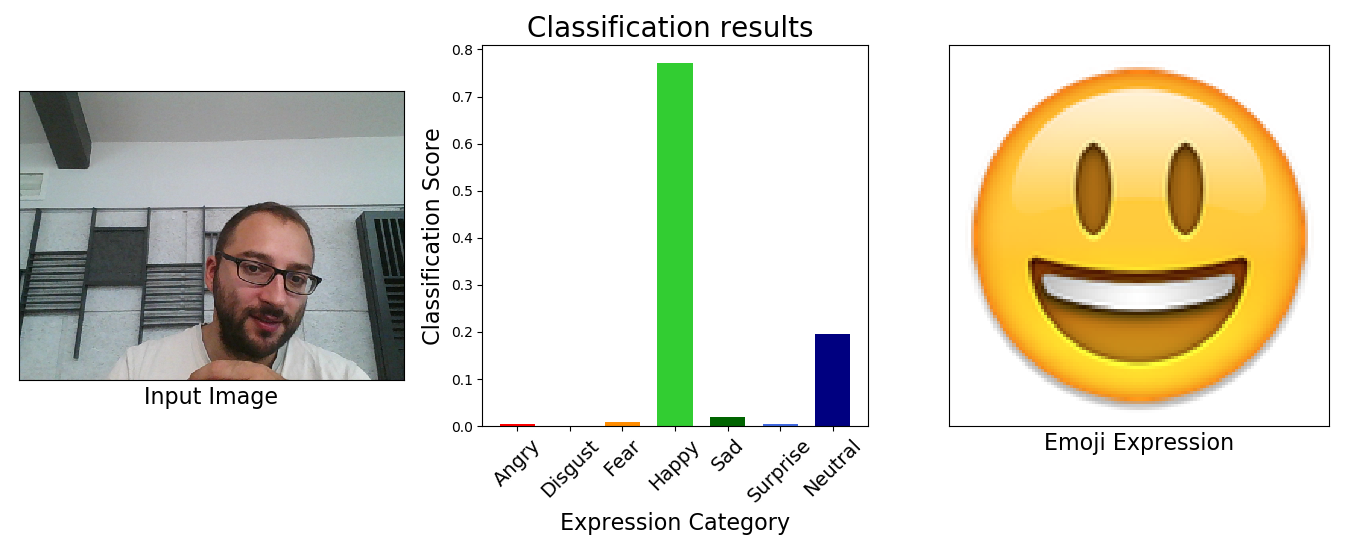 Classification results
Classification Score
0.8
0.7
0.6
0.5
0.4
0.3
0.2
0.1
0.0
Angry
Disgust
Fear
Happy
Sad
Surprise
Neutral
Expression Category
Input Image
Emoji Expression